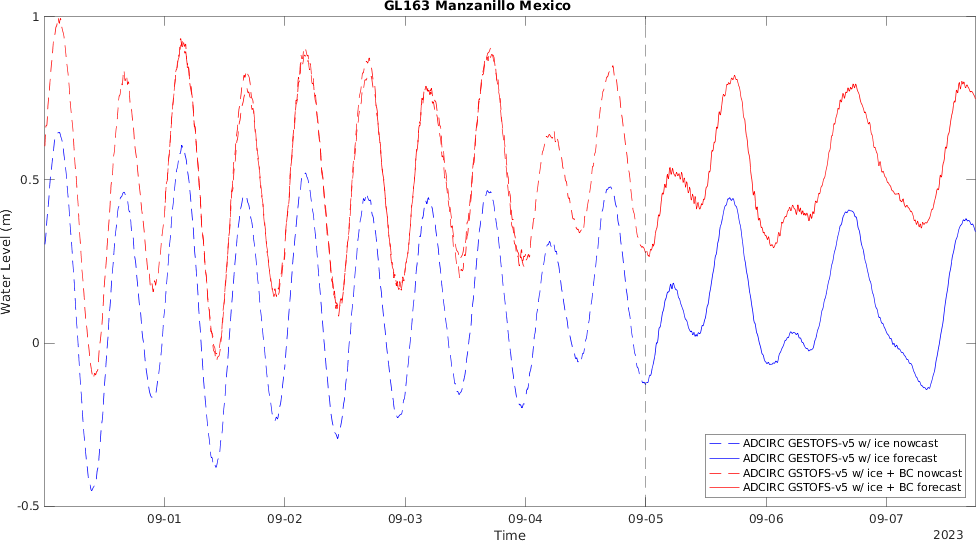 GL163 Manzanillo Mexico
1
0.5
0
-0.5
Water Level (m)
09-01 09-02 09-03 09-04 09-05 09-06 09-07
Time
2023
ADCIRC GESTOFS-v5 w/ ice nowcast
ADCIRC GESTOFS-v5 w/ ice forecast
ADCIRC GSTOFS-v5 w/ ice + BC nowcast
ADCIRC GSTOFS-v5 w/ ice + BC forecast